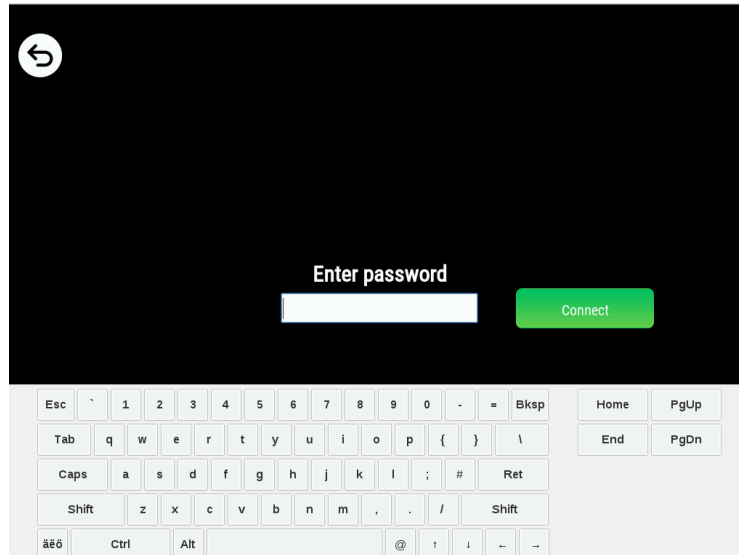 Enter password
Connect
Esc ` 1 2 3 4 5 6 7 8 9 0 - = Bksp Home PgUp
Tab q w e r t y u i o p { } \ End PgDn
Caps a s d f g h j k l ; # Ret
Shift z x c v b n m , . / Shift
äëö Ctrl Alt @ ↑ ↓ ← →